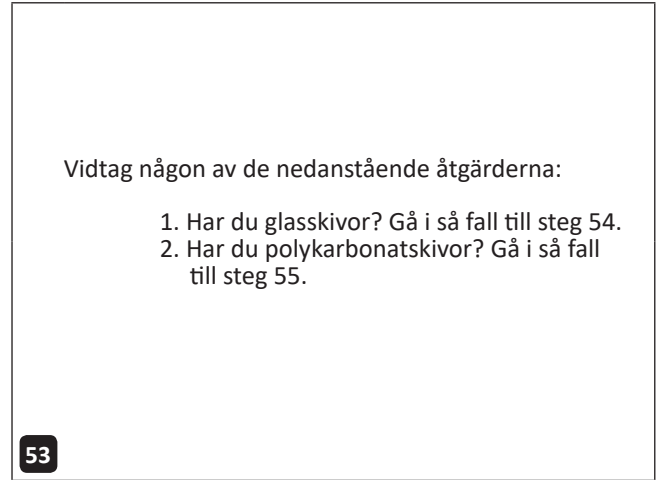 Vidtag någon av de nedanstående åtgärderna:
1. Har du glasskivor? Gå i så fall till steg 54.
2. Har du polykarbonatskivor? Gå i så fall
till steg 55.
53